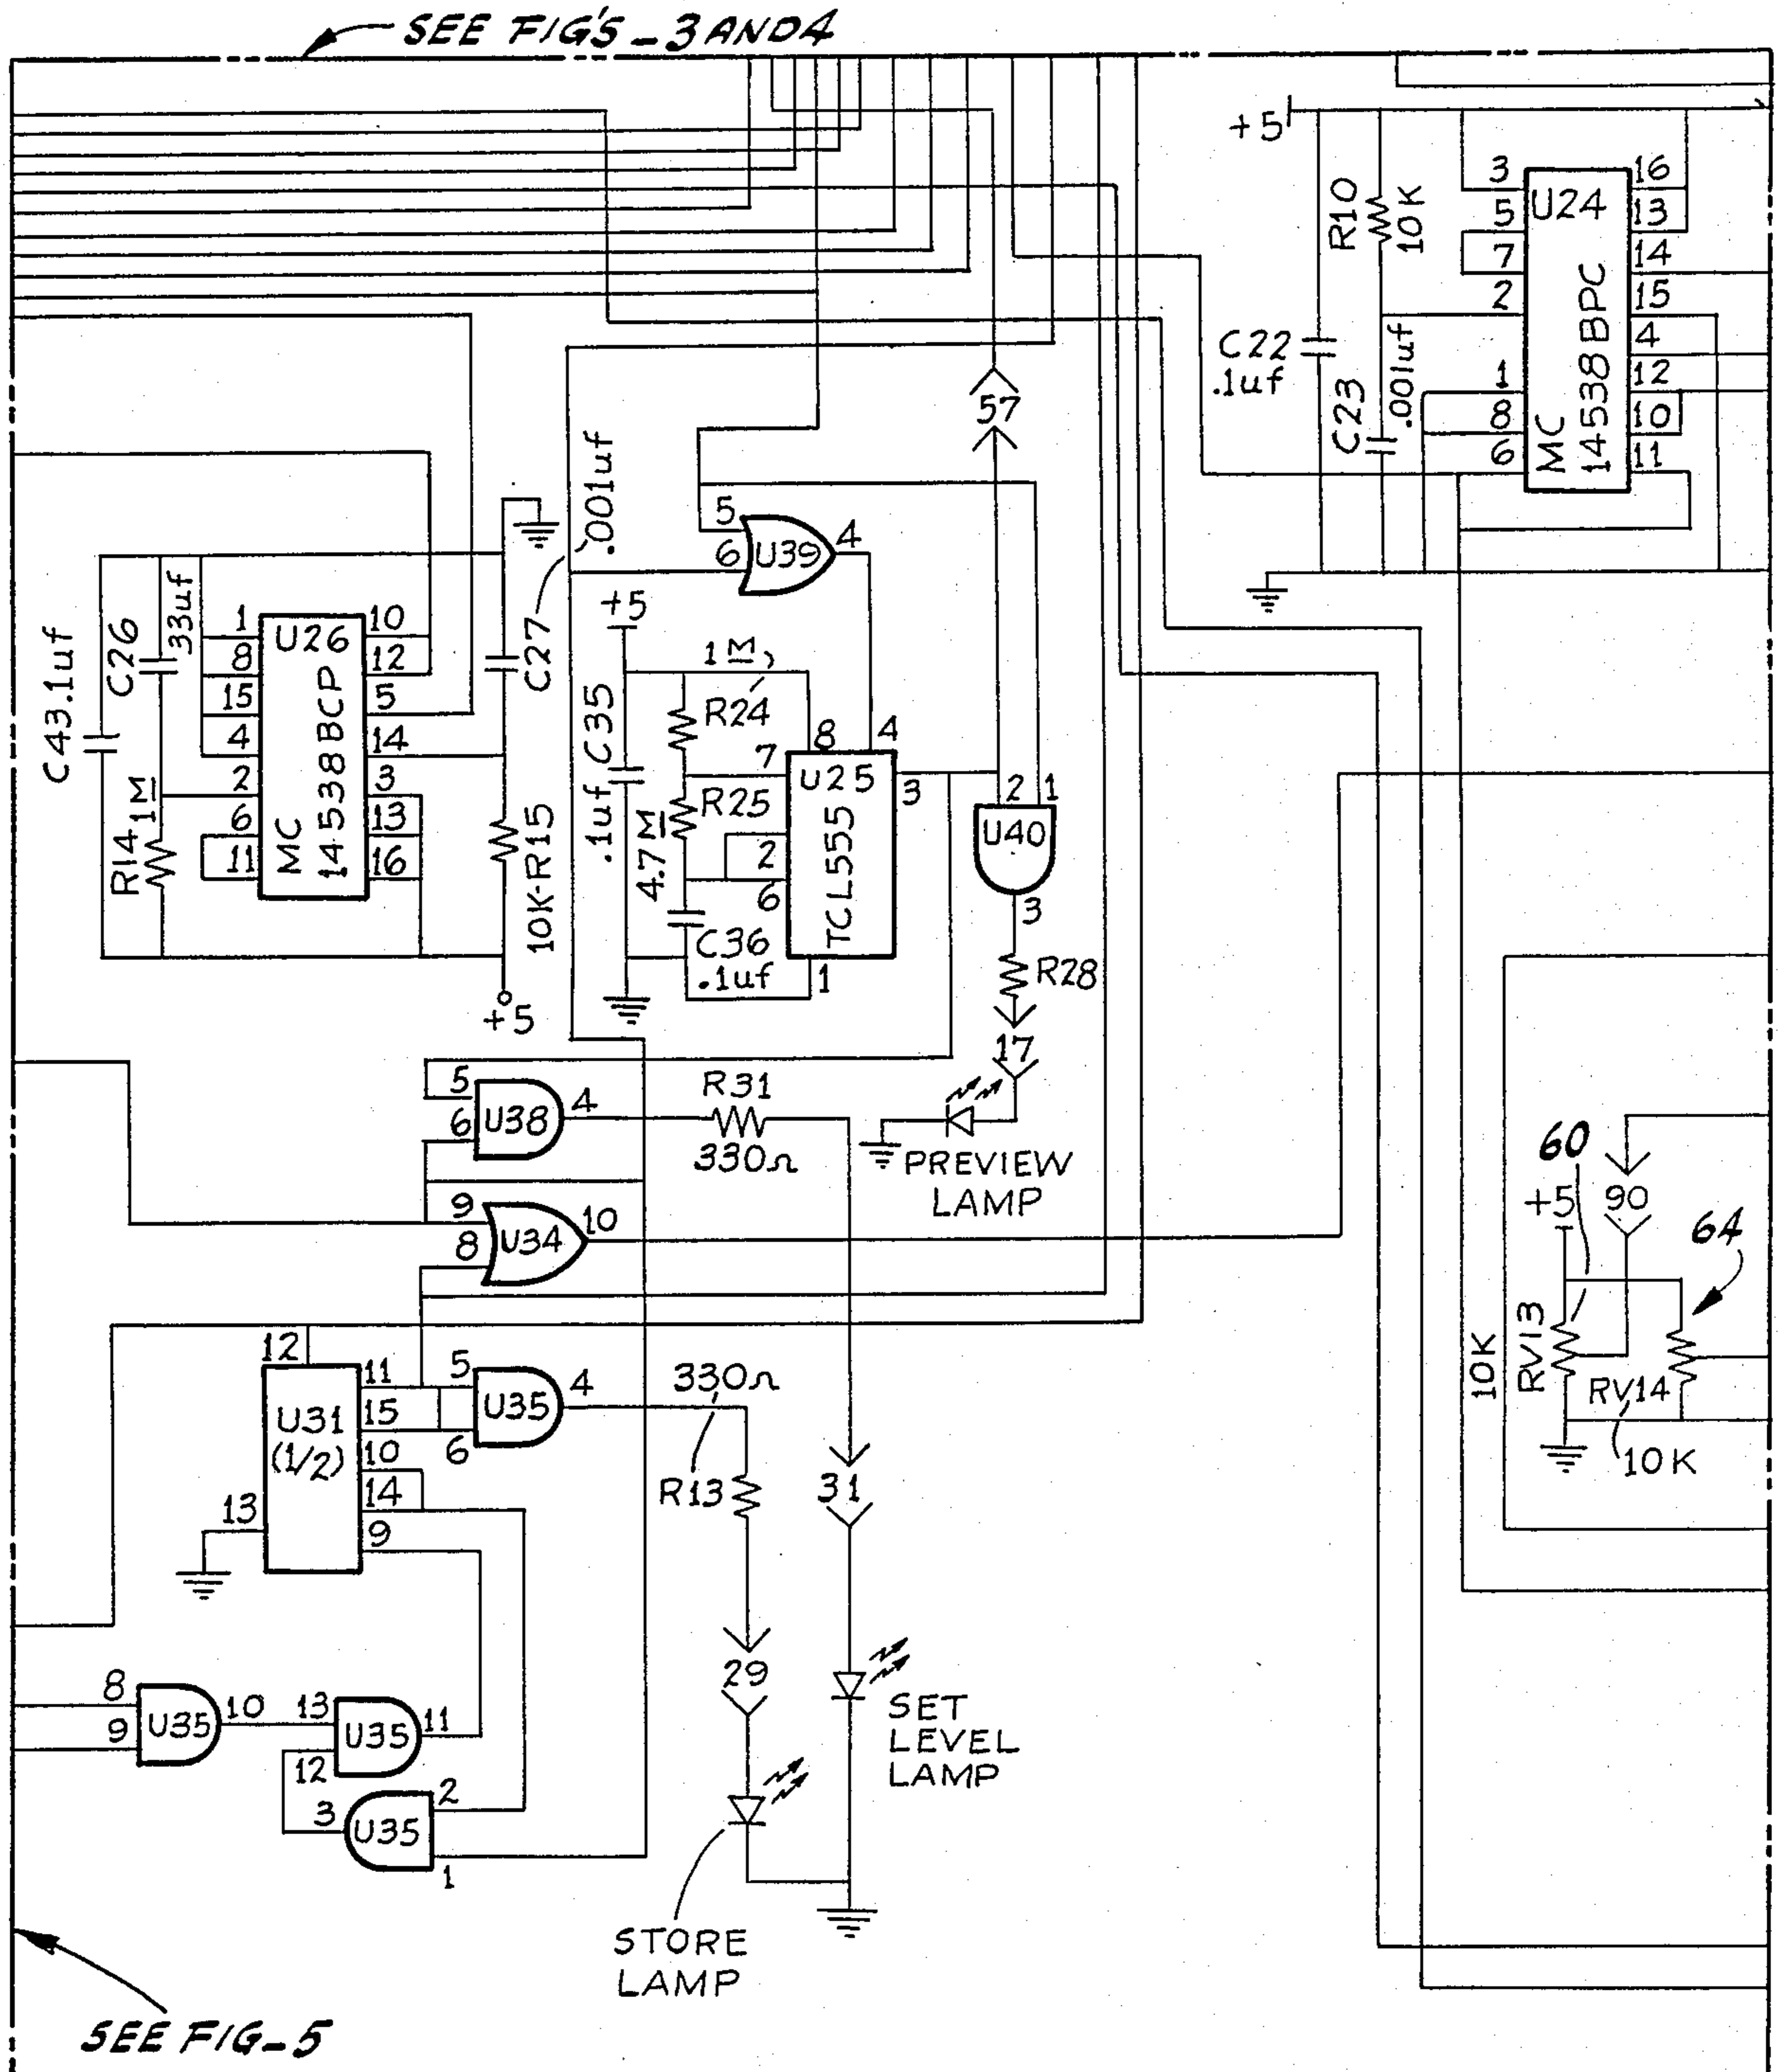 SEE FIG'S-3 AND 4
+5
R10
10K
C22
.1uf
C23
.001uf
3
5
7
2
1
8
6
U24
MC
14538BPC
16
13
14
15
4
12
10
11
57
.001uf
C27
5
6
U39
4
C43 .1uf
C26
33uf
R14
1M
1
8
15
4
2
6
11
U26
MC
14538BCP
10
12
5
14
3
13
16
10K-R15
+5
+5
C35
.1uf
1M
R24
R25
4.7M
C36
.1uf
7
2
6
8
4
U25
TCL555
3
1
2
1
U40
3
R28
17
PREVIEW
LAMP
5
6
U38
4
R31
330Ω
9
8
U34
10
60
+5
90
64
10K
RV13
RV14
10K
12
11
15
10
14
9
13
U31
(1/2)
5
6
U35
4
330Ω
R13
31
29
SET
LEVEL
LAMP
8
9
U35
10
13
12
U35
11
3
U35
2
1
STORE
LAMP
SEE FIG-5